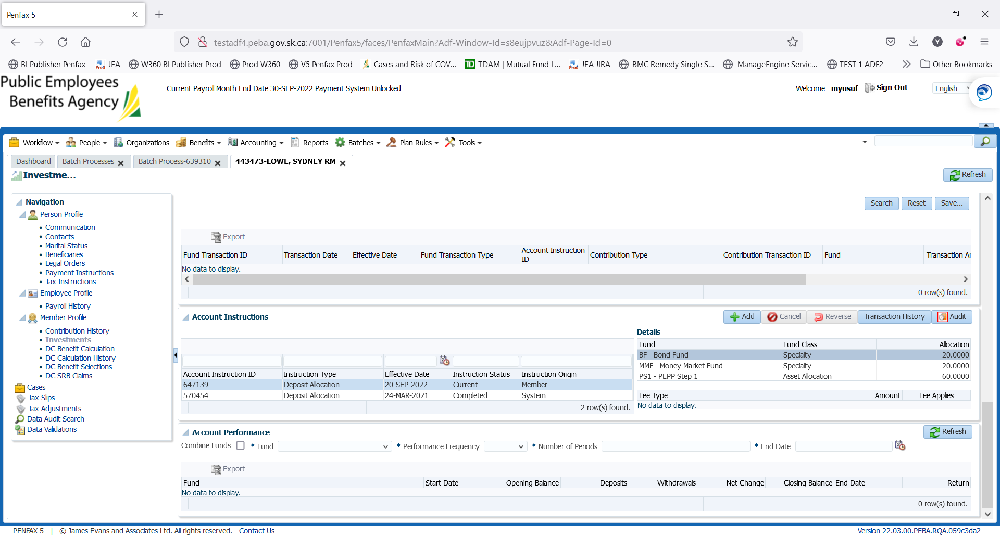 Penfax 5
testadf4.peba.gov.sk.ca:7001/Penfax5/faces/PenfaxMain?Adf-Window-Id=s8eujpvuz&Adf-Page-Id=0
Y
BI Publisher Penfax JEA W360 BI Publisher Prod Prod W360 V5 Penfax Prod Cases and Risk of COV... TDAM | Mutual Fund L... JEA JIRA BMC Remedy Single S... ManageEngine Servic... TEST 1 ADF2 Other Bookmarks
Public Employees
Benefits Agency
Current Payroll Month End Date 30-SEP-2022 Payment System Unlocked
Welcome myusuf Sign Out English
Workflow People Organizations Benefits Accounting Reports Batches Plan Rules Tools
Dashboard Batch Processes Batch Process-639310 443473-LOWE, SYDNEY RM
Investme... Refresh
Navigation
Person Profile
Communication
Contacts
Marital Status
Beneficiaries
Legal Orders
Payment Instructions
Tax Instructions
Employee Profile
Payroll History
Member Profile
Contribution History
Investments
DC Benefit Calculation
DC Calculation History
DC Benefit Selections
DC SRB Claims
Cases
Tax Slips
Tax Adjustments
Data Audit Search
Data Validations
Search Reset Save...
Export
Fund Transaction ID Transaction Date Effective Date Fund Transaction Type Account Instruction ID Contribution Type Contribution Transaction ID Fund Transaction Ar
No data to display.
0 row(s) found.
Account Instructions Add Cancel Reverse Transaction History Audit
Account Instruction ID Instruction Type Effective Date Instruction Status Instruction Origin
647139 Deposit Allocation 20-SEP-2022 Current Member
570454 Deposit Allocation 24-MAR-2021 Completed System
2 row(s) found.
Details
Fund Fund Class Allocation
BF - Bond Fund Specialty 20.0000
MMF - Money Market Fund Specialty 20.0000
PS1 - PEPP Step 1 Asset Allocation 60.0000
Fee Type Amount Fee Applies
No data to display.
Account Performance Refresh
Combine Funds * Fund * Performance Frequency * Number of Periods * End Date
Export
Fund Start Date Opening Balance Deposits Withdrawals Net Change Closing Balance End Date Return
No data to display.
0 row(s) found.
PENFAX 5 | © James Evans and Associates Ltd. All rights reserved. Contact Us Version 22.03.00.PEBA.RQA.059c3da2